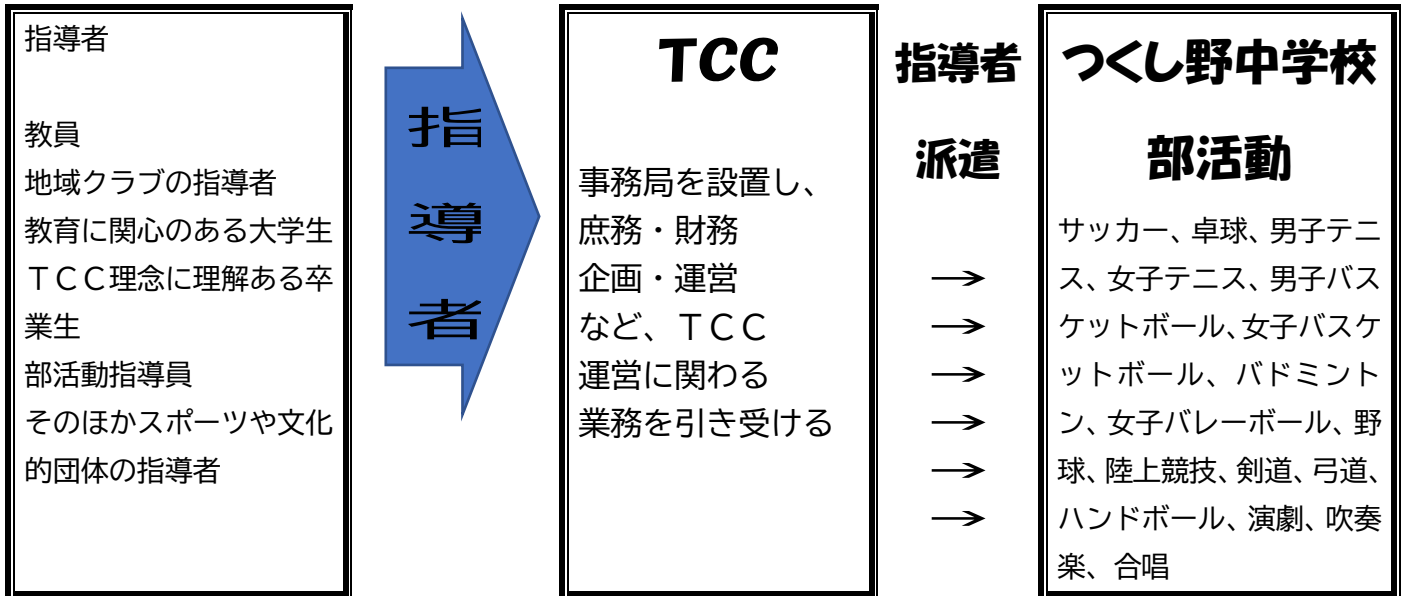 指導者
教員
地域クラブの指導者
教育に関心のある大学生
ＴＣＣ理念に理解ある卒
業生
部活動指導員
そのほかスポーツや文化
的団体の指導者
指
導
者
TCC
事務局を設置し、
庶務・財務
企画・運営
など、ＴＣＣ
運営に関わる
業務を引き受ける
指導者
派遣
→
→
→
→
→
→
つくし野中学校
部活動
サッカー、卓球、男子テニ
ス、女子テニス、男子バス
ケットボール、女子バスケ
ットボール、バドミント
ン、女子バレーボール、野
球、陸上競技、剣道、弓道、
ハンドボール、演劇、吹奏
楽、合唱